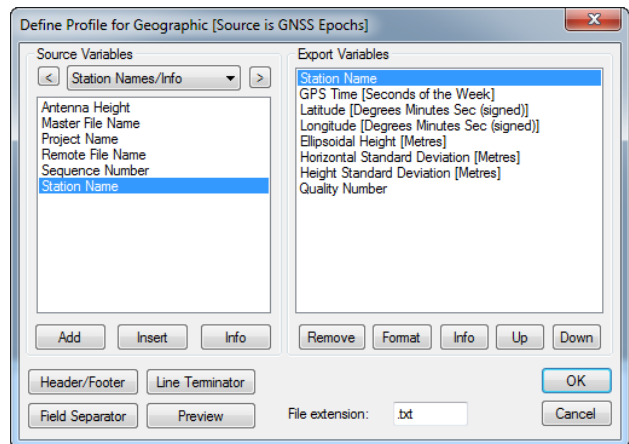 Define Profile for Geographic [Source is GNSS Epochs]
x
Source Variables
< Station Names/Info >
Antenna Height
Master File Name
Project Name
Remote File Name
Sequence Number
Station Name
Add Insert Info
Export Variables
Station Name
GPS Time [Seconds of the Week]
Latitude [Degrees Minutes Sec (signed)]
Longitude [Degrees Minutes Sec (signed)]
Ellipsoidal Height [Metres]
Horizontal Standard Deviation [Metres]
Height Standard Deviation [Metres]
Quality Number
Remove Format Info Up Down
Header/Footer Line Terminator
OK
Field Separator Preview
File extension: .txt
Cancel